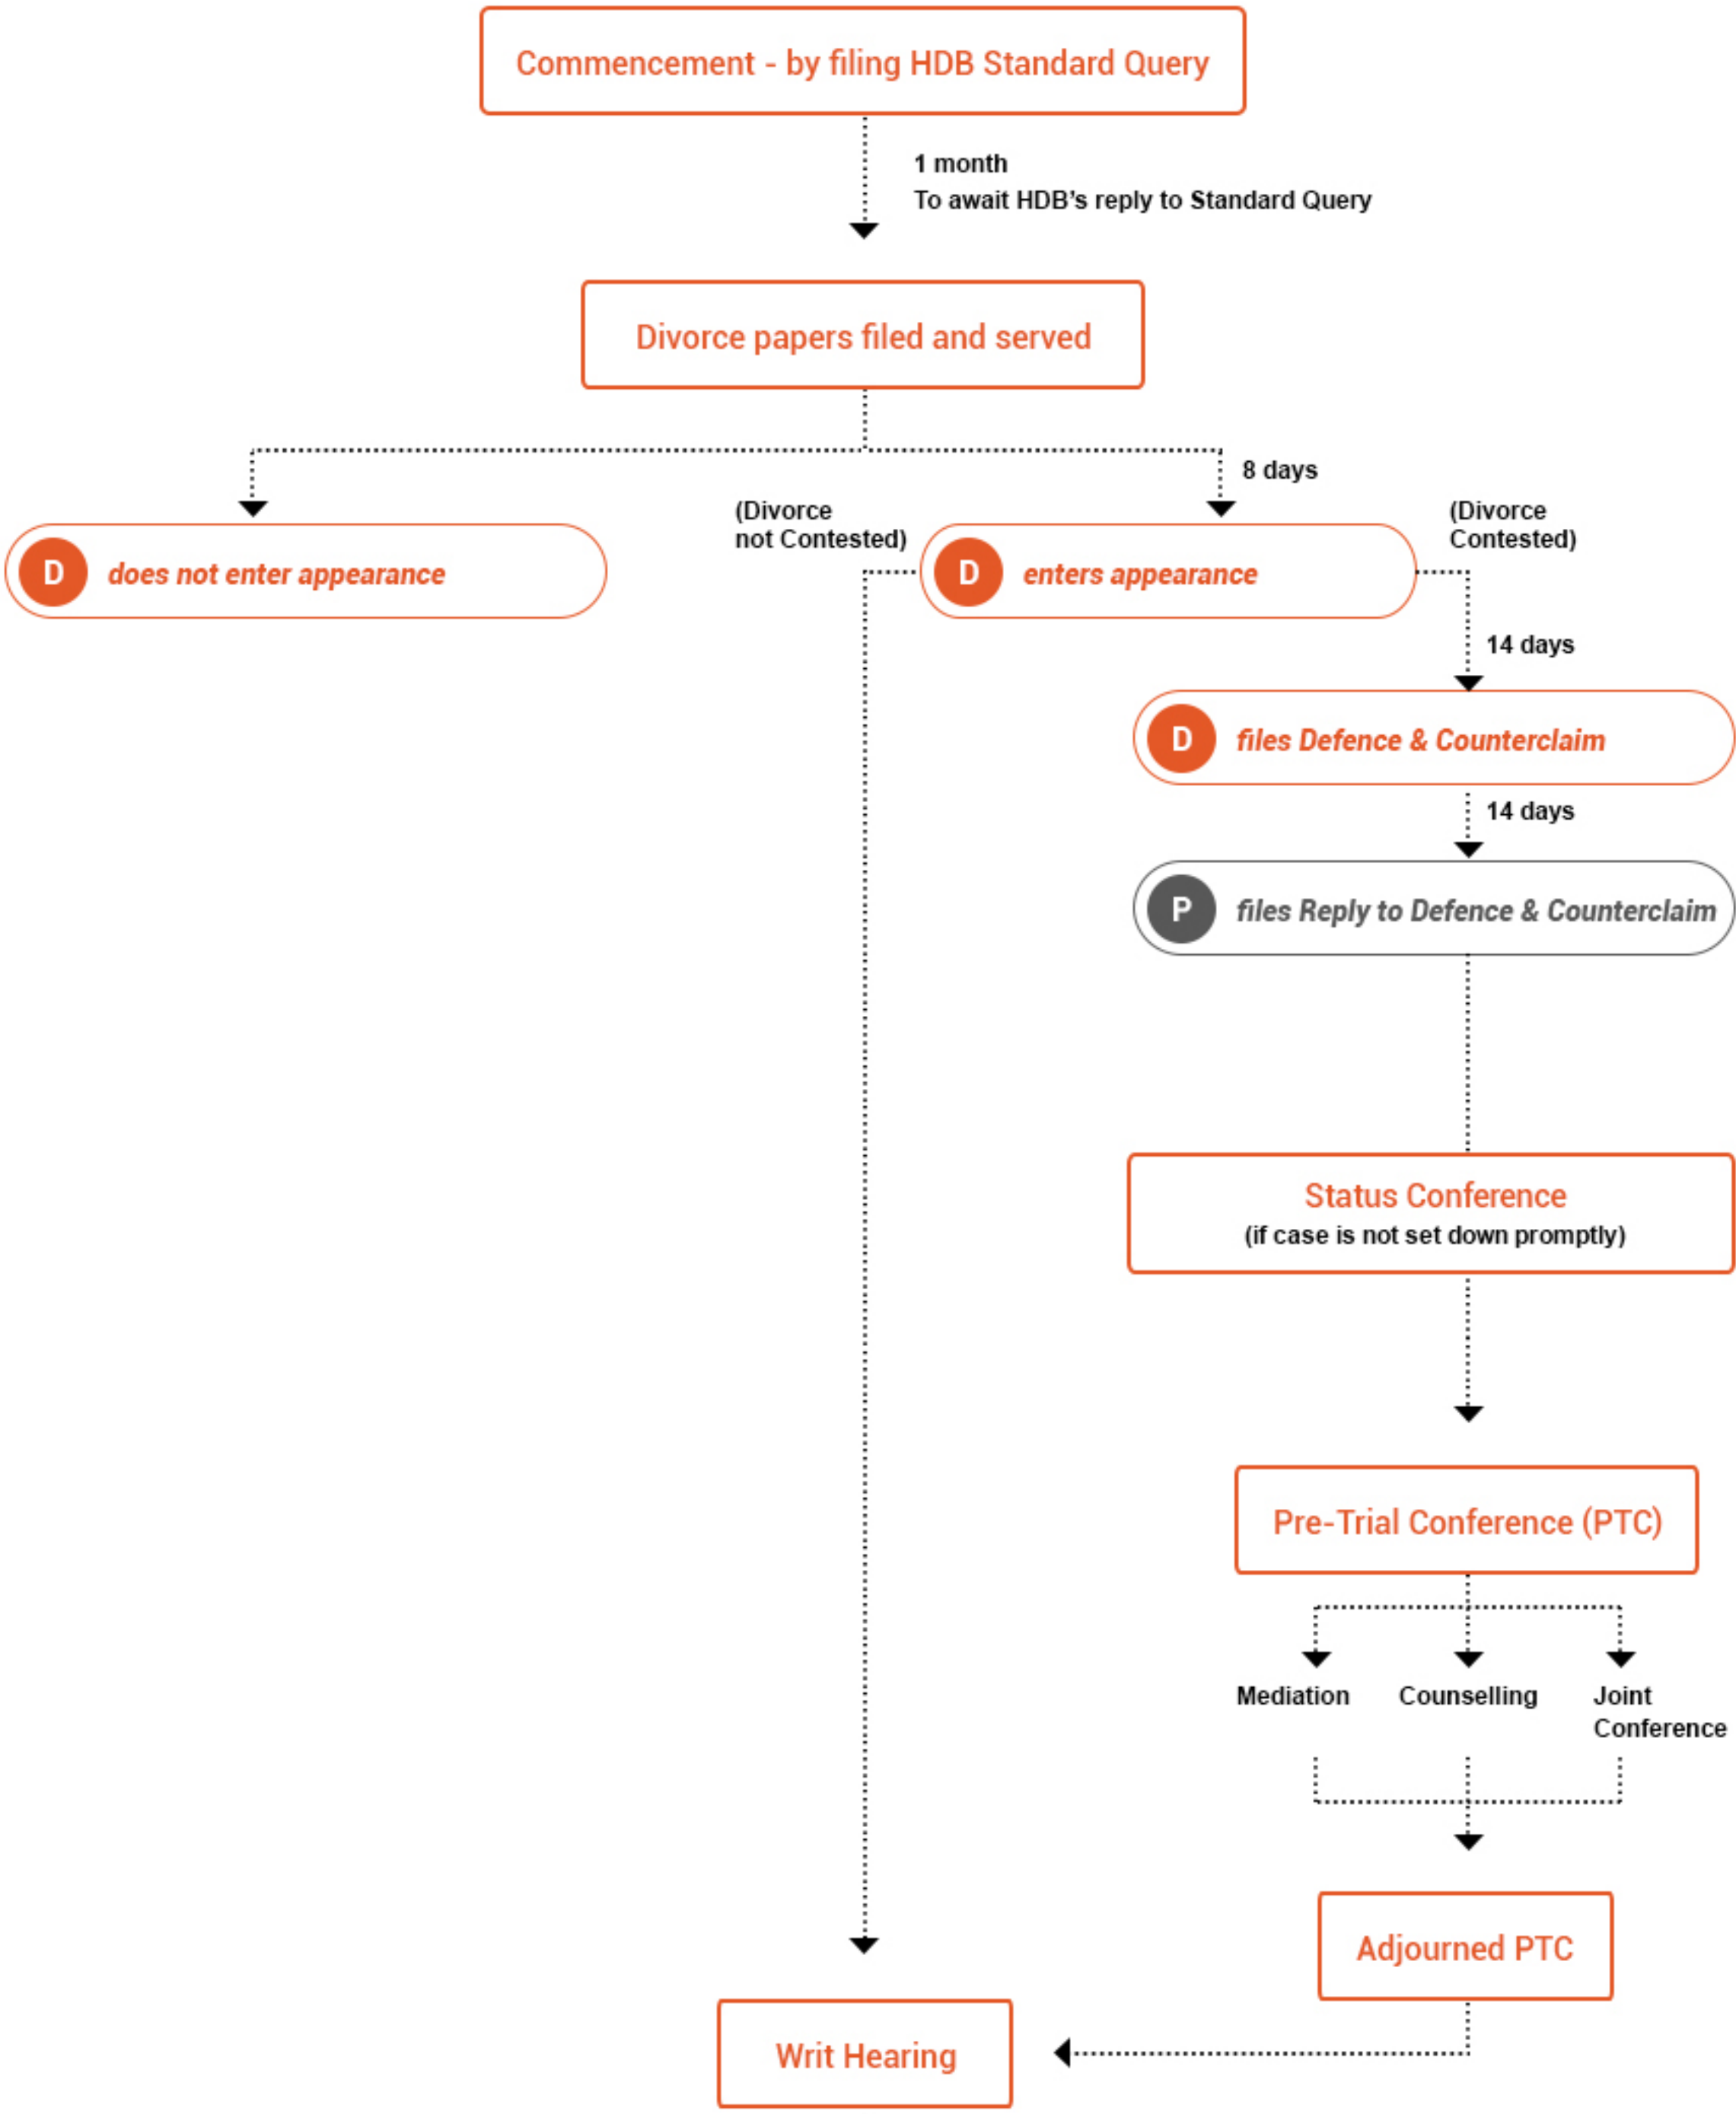 Commencement - by filing HDB Standard Query
1 month
To await HDB's reply to Standard Query
Divorce papers filed and served
8 days
(Divorce
not Contested)
(Divorce
Contested)
D does not enter appearance
D enters appearance
14 days
D files Defence & Counterclaim
14 days
P files Reply to Defence & Counterclaim
Status Conference
(if case is not set down promptly)
Pre-Trial Conference (PTC)
Mediation
Counselling
Joint
Conference
Adjourned PTC
Writ Hearing